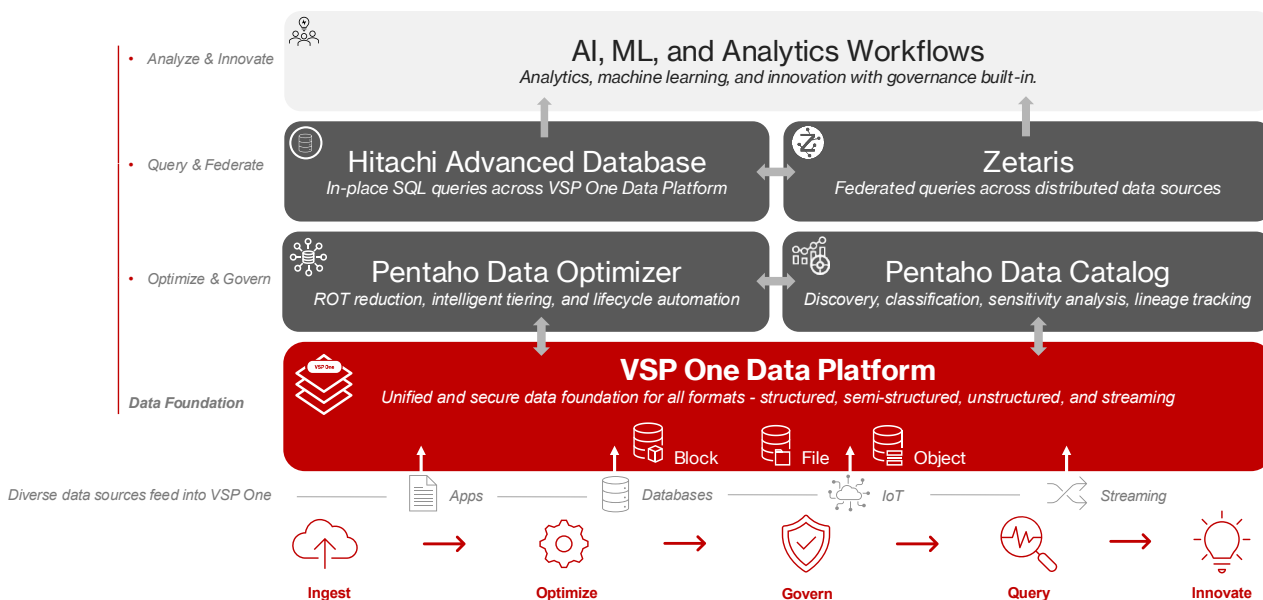 AI, ML, and Analytics Workflows
• Analyze & Innovate
Analytics, machine learning, and innovation with governance built-in.
Hitachi Advanced Database
Zetaris
• Query & Federate
In-place SQL queries across VSP One Data Platform
Federated queries across distributed data sources
Pentaho Data Optimizer
Pentaho Data Catalog
• Optimize & Govern
ROT reduction, intelligent tiering, and lifecycle automation
Discovery, classification, sensitivity analysis, lineage tracking
VSP One
VSP One Data Platform
Data Foundation
Unified and secure data foundation for all formats - structured, semi-structured, unstructured, and streaming
Block
File
Object
Diverse data sources feed into VSP One
Apps
Databases
IoT
Streaming
Ingest
Optimize
Govern
Query
Innovate